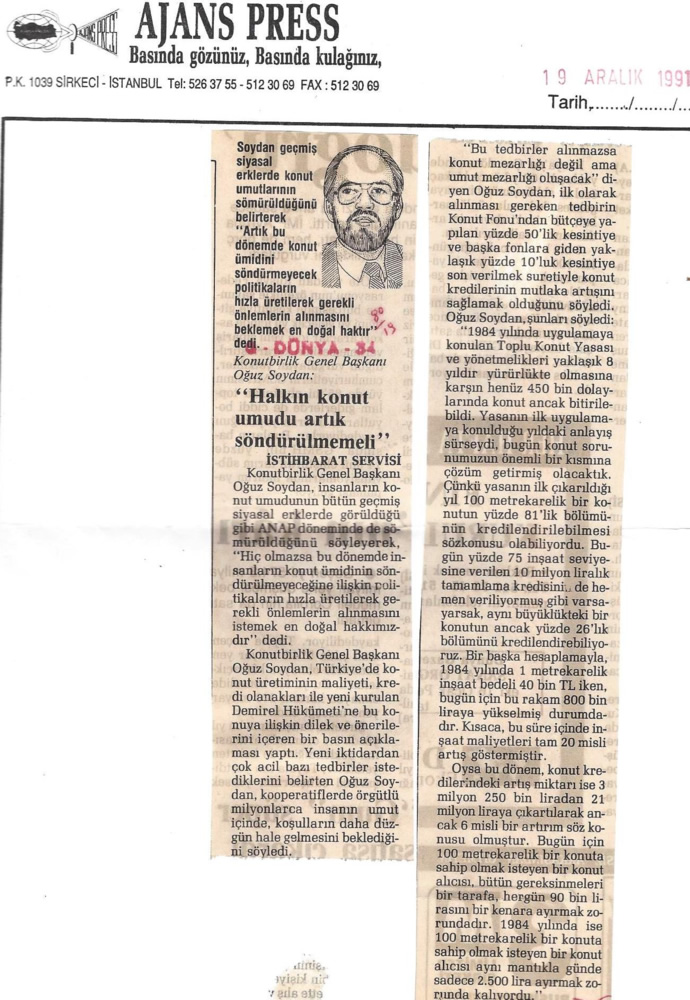 AJANS PRESS
Basında gözünüz, Basında kulağınız,
P.K. 1039 SİRKECİ - İSTANBUL Tel: 526 37 55 - 512 30 69 FAX : 512 30 69
19 ARALIK 1991
Tarih,......./......../...
Soydan geçmiş
siyasal
erklerde konut
umutlarının
sömürüldüğünü
belirterek
“Artık bu
dönemde konut
ümidini
söndürmeyecek
politikaların
hızla üretilerek gerekli
önlemlerin alınmasını
beklemek en doğal haktır”
dedi.
- DÜNYA - 34
Konutbirlik Genel Başkanı
Oğuz Soydan:
“Halkın konut
umudu artık
söndürülmemeli”
İSTİHBARAT SERVİSİ
Konutbirlik Genel Başkanı
Oğuz Soydan, insanların ko-
nut umudunun bütün geçmiş
siyasal erklerde görüldüğü
gibi ANAP döneminde de sö-
mürüldüğünü söyleyerek,
“Hiç olmazsa bu dönemde in-
sanların konut ümidinin sön-
dürülmeyeceğine ilişkin poli-
tikaların hızla üretilerek ge-
rekli önlemlerin alınmasını
istemek en doğal hakkımız-
dır” dedi.
Konutbirlik Genel Başkanı
Oğuz Soydan, Türkiye'de ko-
nut üretiminin maliyeti, kre-
di olanakları ile yeni kurulan
Demirel Hükümeti'ne bu ko-
nuya ilişkin dilek ve önerile-
rini içeren bir basın açıkla-
ması yaptı. Yeni iktidardan
çok acil bazı tedbirler iste-
diklerini belirten Oğuz Soy-
dan, kooperatiflerde örgütlü
milyonlarca insanın umut
içinde, koşulların daha düz-
gün hale gelmesini beklediği-
ni söyledi.
“Bu tedbirler alınmazsa
konut mezarlığı değil ama
umut mezarlığı oluşacak” di-
yen Oğuz Soydan, ilk olarak
alınması gereken tedbirin
Konut Fonu'ndan bütçeye ya-
pılan yüzde 50'lik kesintiye
ve başka fonlara giden yak-
laşık yüzde 10'luk kesintiye
son verilmek suretiyle konut
kredilerinin mutlaka artışını
sağlamak olduğunu söyledi.
Oğuz Soydan, şunları söyledi:
“1984 yılında uygulamaya
konulan Toplu Konut Yasası
ve yönetmelikleri yaklaşık 8
yıldır yürürlükte olmasına
karşın henüz 450 bin dolay-
larında konut ancak bitirile-
bildi. Yasanın ilk uygulama-
ya konulduğu yıldaki anlayış
sürseydi, bugün konut soru-
numuzun önemli bir kısmına
çözüm getirmiş olacaktık.
Çünkü yasanın ilk çıkarıldığı
yıl 100 metrekarelik bir ko-
nutun yüzde 81'lik bölümü-
nün kredilendirilebilmesi
sözkonusu olabiliyordu. Bu-
gün yüzde 75 inşaat seviye-
sine verilen 10 milyon liralık
tamamlama kredisini, de he-
men veriliyormuş gibi varsa-
yarsak, aynı büyüklükteki bir
konutun ancak yüzde 26'lık
bölümünü kredilendirebiliyo-
ruz. Bir başka hesaplamayla,
1984 yılında 1 metrekarelik
inşaat bedeli 40 bin TL iken,
bugün için bu rakam 800 bin
liraya yükselmiş durumda-
dır. Kısaca, bu süre içinde in-
şaat maliyetleri tam 20 misli
artış göstermiştir.
Oysa bu dönem, konut kre-
dilerindeki artış miktarı ise 3
milyon 250 bin liradan 21
milyon liraya çıkartılarak an-
cak 6 misli bir artırım söz ko-
nusu olmuştur. Bugün için
100 metrekarelik bir konuta
sahip olmak isteyen bir konut
alıcısı, bütün gereksinmeleri
bir tarafa, hergün 90 bin li-
rasını bir kenara ayırmak zo-
rundadır. 1984 yılında ise
100 metrekarelik bir konuta
sahip olmak isteyen bir konut
alıcısı aynı mantıkla günde
sadece 2.500 lira ayırmak zo-
runda kalıyordu.”